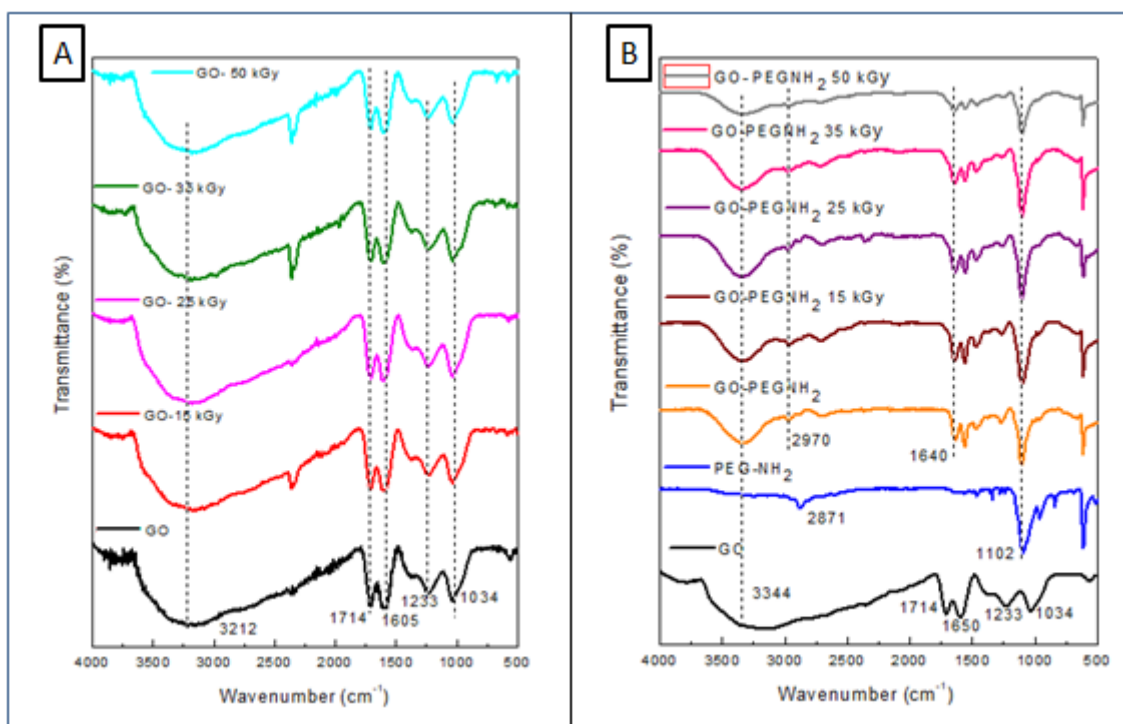 A
GO- 50 kGy
GO- 35 kGy
GO- 25 kGy
GO-15 kGy
GO
3212
1714
1605
1233
1034
4000 3500 3000 2500 2000 1500 1000 500
Wavenumber (cm⁻¹)
Transmittance (%)
B
GO-PEGNH₂ 50 kGy
GO-PEGNH₂ 35 kGy
GO-PEGNH₂ 25 kGy
GO-PEGNH₂ 15 kGy
GO-PEGNH₂
2970
1640
PEG-NH₂
2871
1102
GO
3344
1714
1650
1233
1034
4000 3500 3000 2500 2000 1500 1000 500
Wavenumber (cm⁻¹)
Transmittance (%)